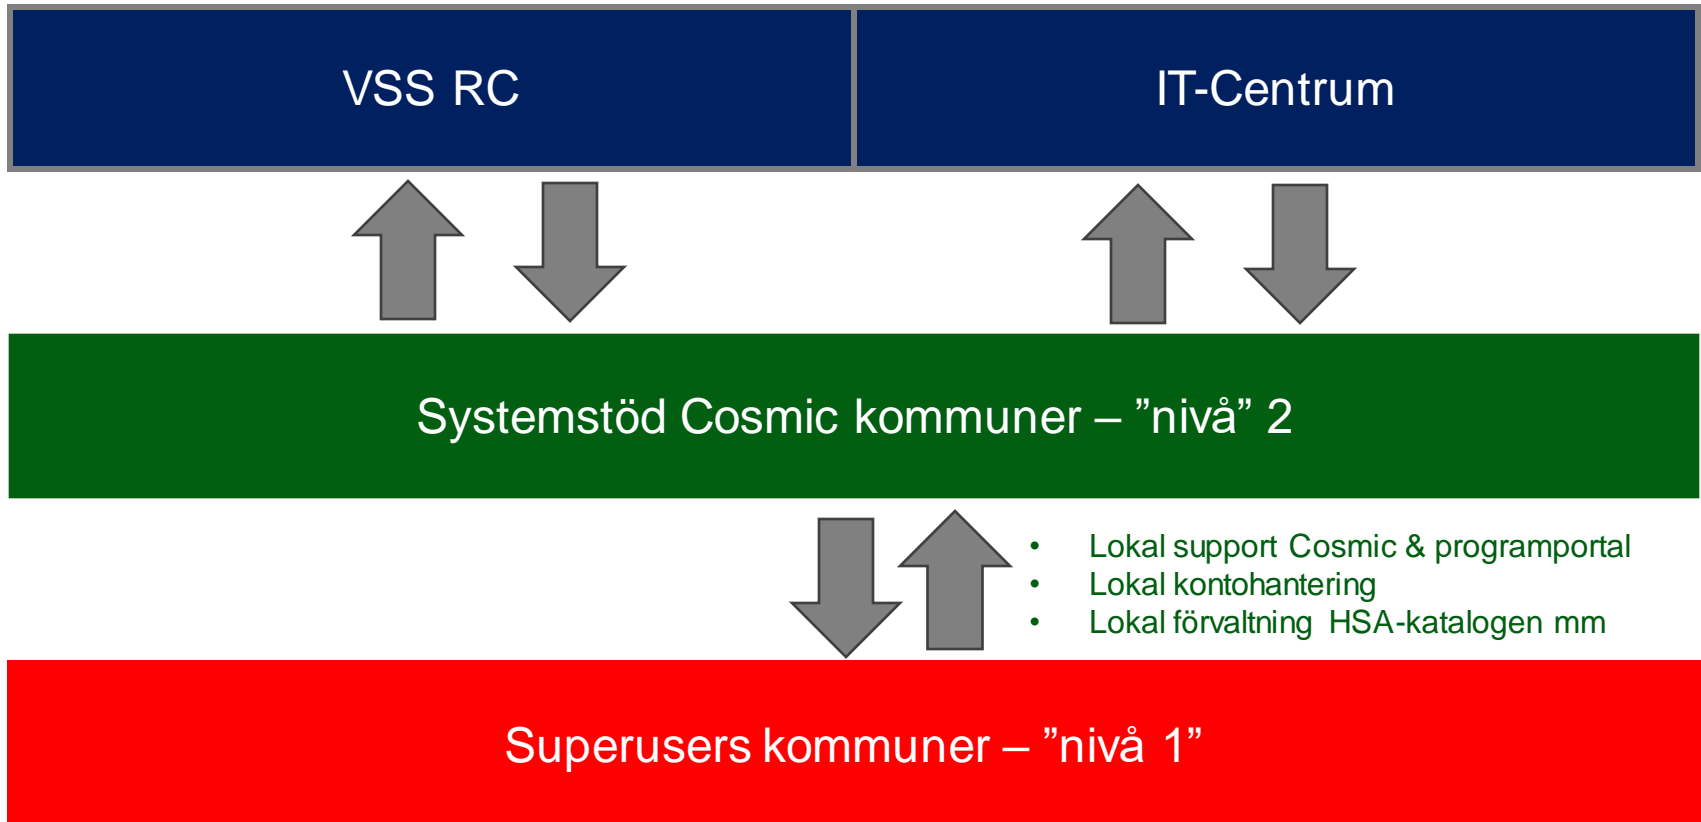 VSS RC
IT-Centrum
Systemstöd Cosmic kommuner – ”nivå” 2
• Lokal support Cosmic & programportal
• Lokal kontohantering
• Lokal förvaltning HSA-katalogen mm
Superusers kommuner – ”nivå 1”